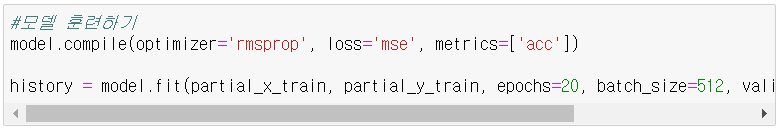 #모델 훈련하기
model.compile(optimizer='rmsprop', loss='mse', metrics=['acc'])
history = model.fit(partial_x_train, partial_y_train, epochs=20, batch_size=512, vali